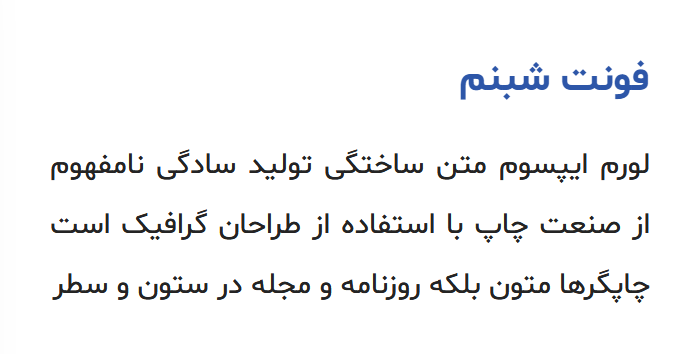 فونت شبنم
لورم ایپسوم متن ساختگی تولید سادگی نامفهوم
از صنعت چاپ با استفاده از طراحان گرافیک است
چاپگرها متون بلکه روزنامه و مجله در ستون و سطر